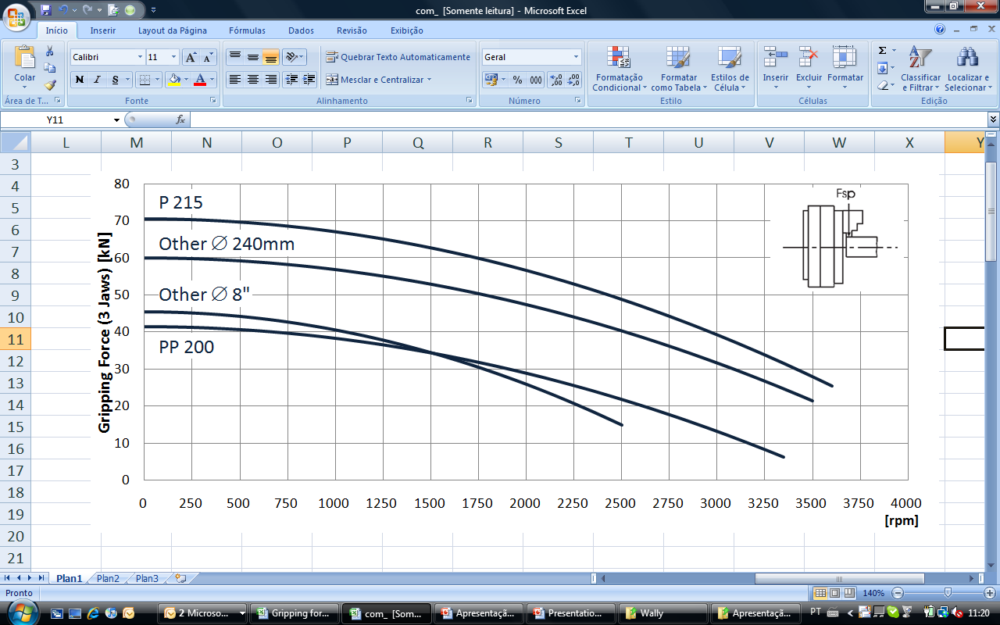 com_ [Somente leitura] - Microsoft Excel
Início Inserir Layout da Página Fórmulas Dados Revisão Exibição
Colar
Calibri 11 A A
N I S A
Quebrar Texto Automaticamente
Mesclar e Centralizar
Geral
% 000 ,0 ,00 ,00 ,0
Formatação Condicional
Formatar como Tabela
Estilos de Célula
Inserir Excluir Formatar
Σ
Classificar e Filtrar
Localizar e Selecionar
Área de T... Fonte Alinhamento Número Estilo Células Edição
Y11 fx
L M N O P Q R S T U V W X Y
3
4
5
6
7
8
9
10
11
12
13
14
15
16
17
18
19
20
21
Gripping Force (3 Jaws) [kN]
80
70
60
50
40
30
20
10
0
P 215
Other ∅ 240mm
Other ∅ 8"
PP 200
Fsp
0 250 500 750 1000 1250 1500 1750 2000 2250 2500 2750 3000 3250 3500 3750 4000
[rpm]
Plan1 Plan2 Plan3
Pronto 140%
2 Microso... Gripping for... com_ [Som... Apresentaçã... Presentatio... Wally Apresentaçã... PT 11:20